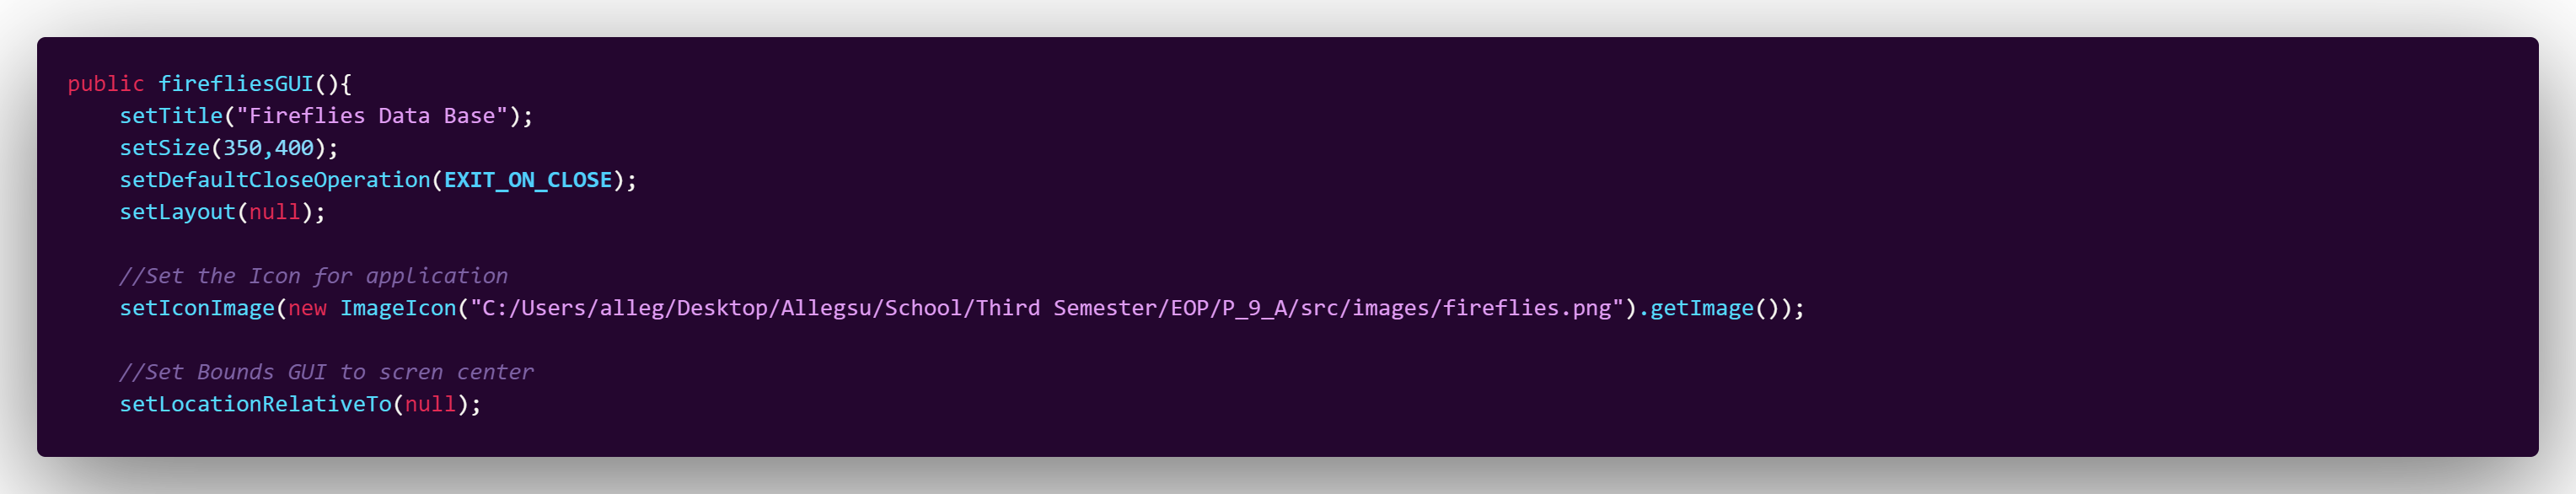 public firefliesGUI(){
    setTitle("Fireflies Data Base");
    setSize(350,400);
    setDefaultCloseOperation(EXIT_ON_CLOSE);
    setLayout(null);

    //Set the Icon for application
    setIconImage(new ImageIcon("C:/Users/alleg/Desktop/Allegsu/School/Third Semester/EOP/P_9_A/src/images/fireflies.png").getImage());

    //Set Bounds GUI to scren center
    setLocationRelativeTo(null);